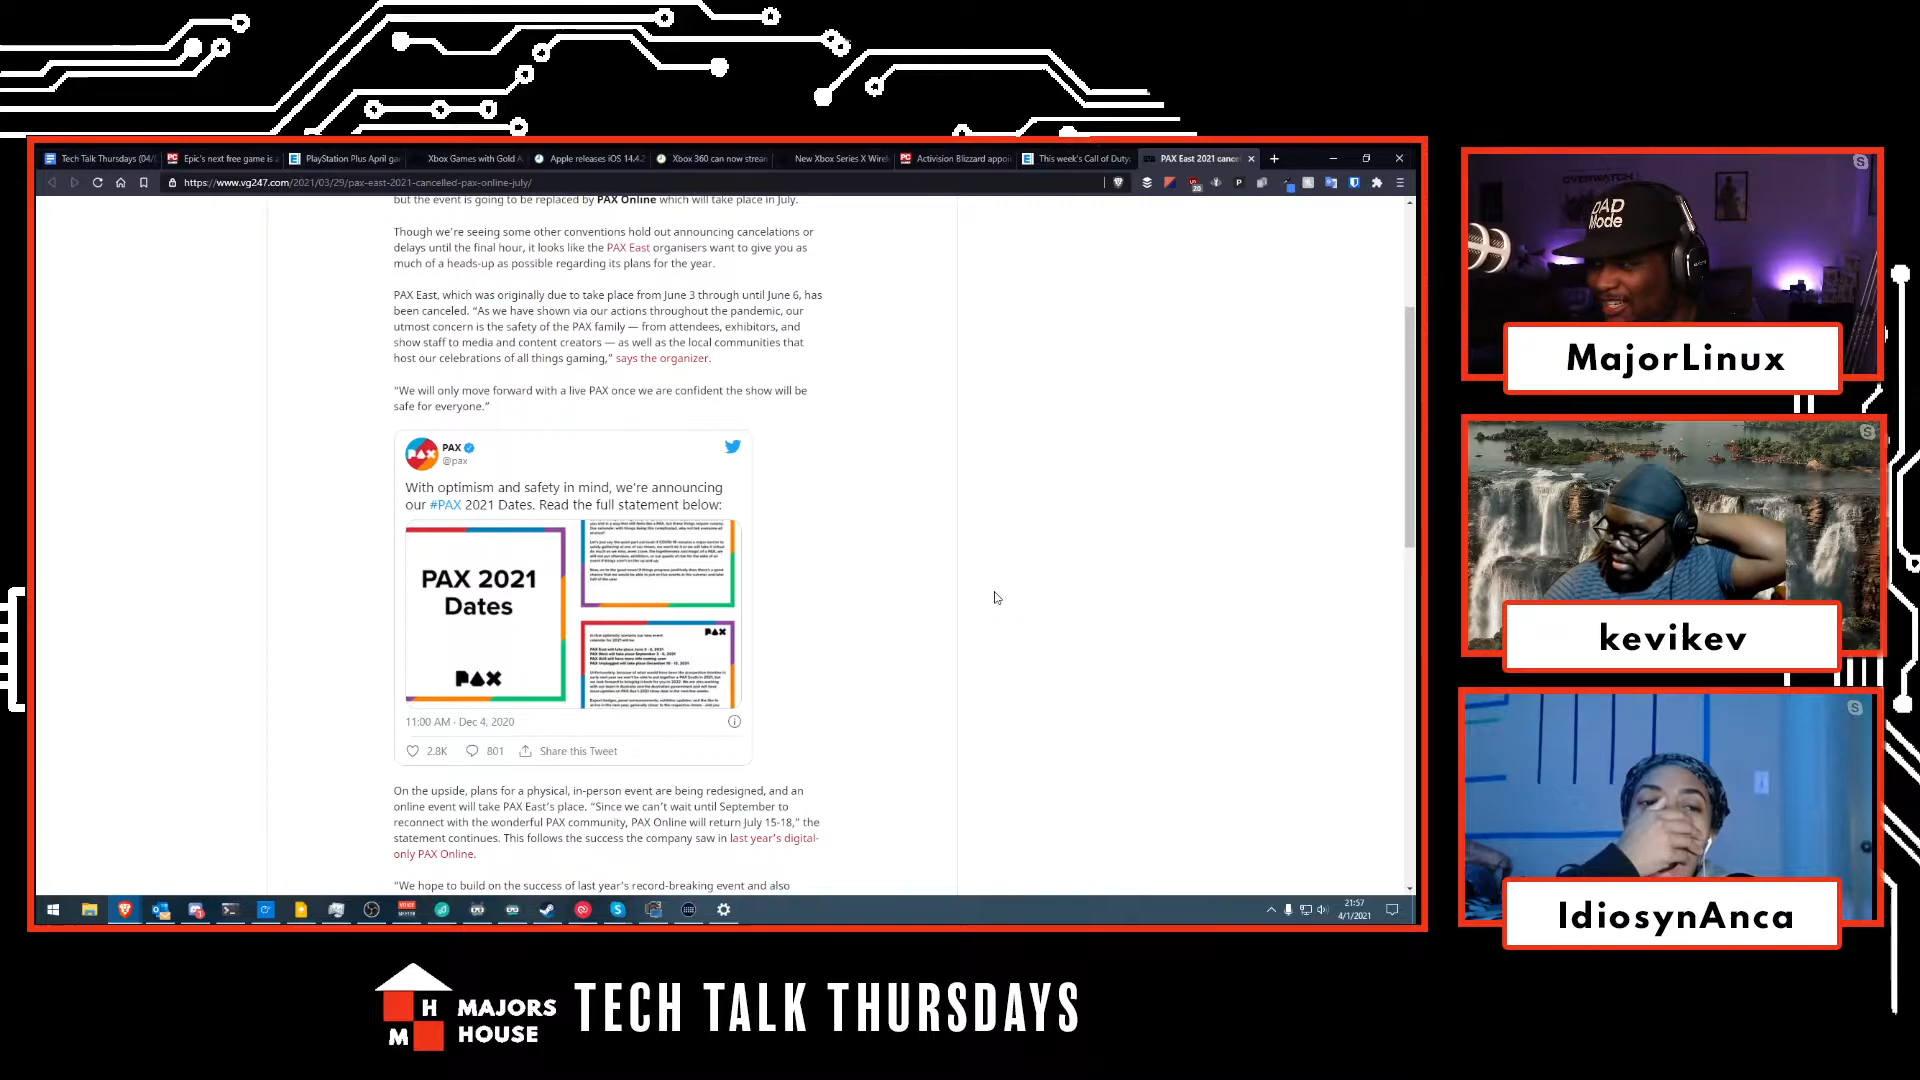 Tech Talk Thursdays (04/
Epic's next free game is a
PlayStation Plus April ga
Xbox Games with Gold A
Apple releases iOS 14.4.2
Xbox 360 can now stream
New Xbox Series X Wirel
Activision Blizzard appoi
This week's Call of Duty:
PAX East 2021 cance
https://www.vg247.com/2021/03/29/pax-east-2021-cancelled-pax-online-july/
but the event is going to be replaced by PAX Online which will take place in July.
Though we're seeing some other conventions hold out announcing cancelations or
delays until the final hour, it looks like the PAX East organisers want to give you as
much of a heads-up as possible regarding its plans for the year.
PAX East, which was originally due to take place from June 3 through until June 6, has
been canceled. "As we have shown via our actions throughout the pandemic, our
utmost concern is the safety of the PAX family — from attendees, exhibitors, and
show staff to media and content creators — as well as the local communities that
host our celebrations of all things gaming," says the organizer.
"We will only move forward with a live PAX once we are confident the show will be
safe for everyone."
PAX
@pax
With optimism and safety in mind, we're announcing
our #PAX 2021 Dates. Read the full statement below:
PAX 2021
Dates
PAX
PAX
PAX East will take place June 3 - 6, 2021
11:00 AM · Dec 4, 2020
2.8K
801
Share this Tweet
On the upside, plans for a physical, in-person event are being redesigned, and an
online event will take PAX East's place. "Since we can't wait until September to
reconnect with the wonderful PAX community, PAX Online will return July 15-18," the
statement continues. This follows the success the company saw in last year's digital-
only PAX Online.
"We hope to build on the success of last year's record-breaking event and also
21:57
4/1/2021
OVERWATCH
DAD
Mode
MajorLinux
kevikev
IdiosynAnca
H
M
MAJORS
HOUSE
TECH TALK THURSDAYS